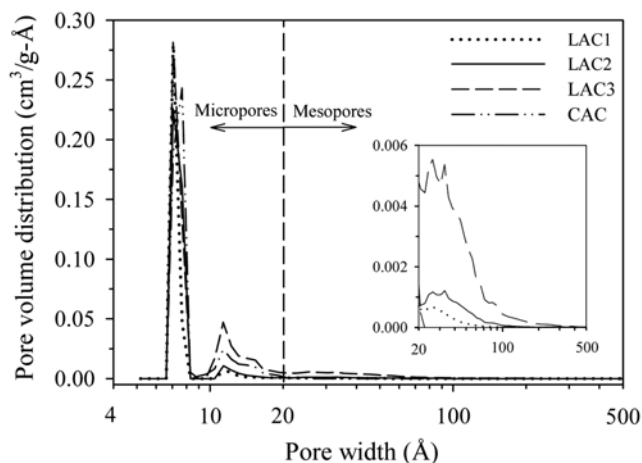 Pore volume distribution (cm³/g-Å)
0.30
0.25
0.20
0.15
0.10
0.05
0.00
LAC1
LAC2
LAC3
CAC
Micropores Mesopores
0.006
0.004
0.002
0.000
20 100 500
4 10 20 100 500
Pore width (Å)